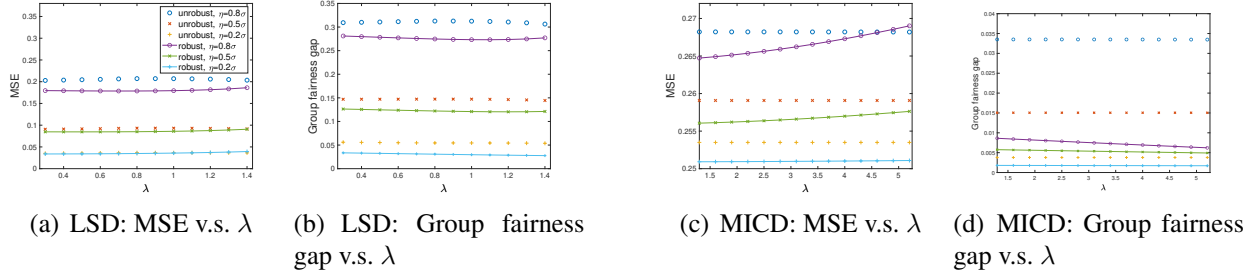 0.35
0.3
0.25
0.2
0.15
0.1
0.05
0
MSE
0.4 0.6 0.8 1 1.2 1.4
λ
unrobust, η=0.8σ
unrobust, η=0.5σ
unrobust, η=0.2σ
robust, η=0.8σ
robust, η=0.5σ
robust, η=0.2σ
(a) LSD: MSE v.s. λ
0.35
0.3
0.25
0.2
0.15
0.1
0.05
0
Group fairness gap
0.4 0.6 0.8 1 1.2 1.4
λ
(b) LSD: Group fairness
gap v.s. λ
0.27
0.265
0.26
0.255
0.25
MSE
1.5 2 2.5 3 3.5 4 4.5 5
λ
(c) MICD: MSE v.s. λ
0.04
0.035
0.03
0.025
0.02
0.015
0.01
0.005
0
Group fairness gap
1.5 2 2.5 3 3.5 4 4.5 5
λ
(d) MICD: Group fairness
gap v.s. λ